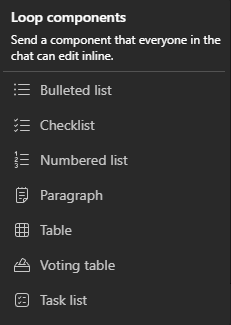 Loop components
Send a component that everyone in the
chat can edit inline.
Bulleted list
Checklist
Numbered list
Paragraph
Table
Voting table
Task list